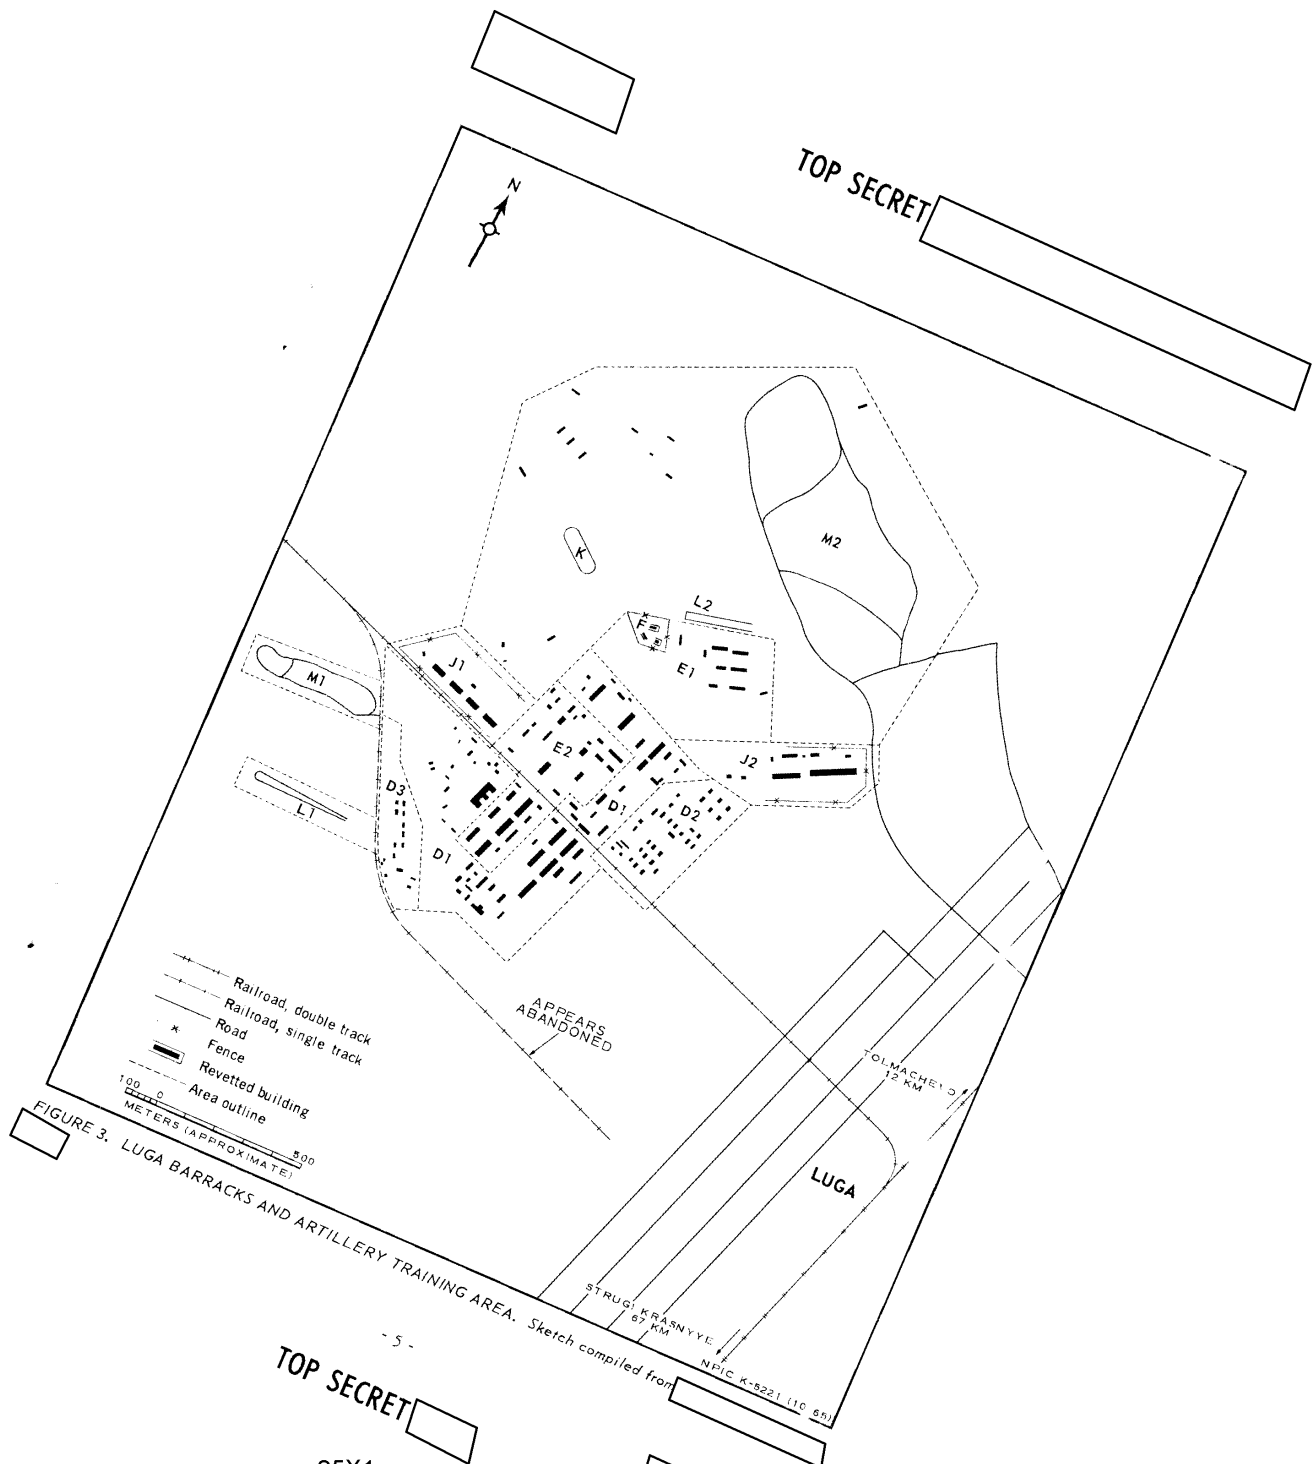 TOP SECRET
N
M2
K
L2
F
E1
J1
M1
E2
J2
D3
D1
D2
L1
D1
Railroad, double track
Railroad, single track
Road
Fence
Revetted building
Area outline
100 0 500
METERS (APPROXIMATE)
APPEARS
ABANDONED
12 KM
LUGA
STRUGI KRASNYYE
67 KM
NPIC K-5221 (10 65)
FIGURE 3. LUGA BARRACKS AND ARTILLERY TRAINING AREA. Sketch compiled from
- 5 -
TOP SECRET